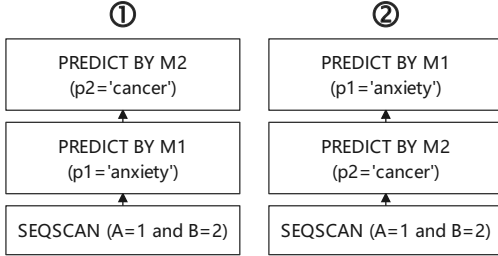 ①
PREDICT BY M2
(p2='cancer')
PREDICT BY M1
(p1='anxiety')
SEQSCAN (A=1 and B=2)
②
PREDICT BY M1
(p1='anxiety')
PREDICT BY M2
(p2='cancer')
SEQSCAN (A=1 and B=2)